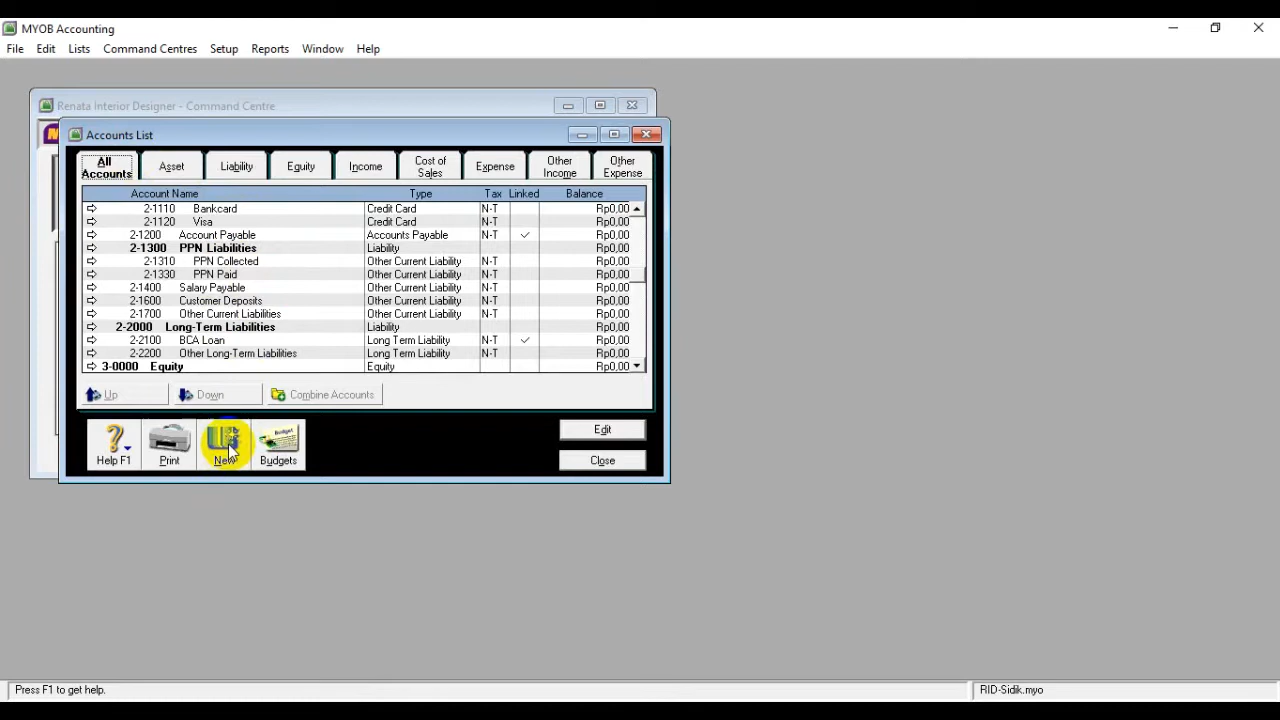 MYOB Accounting
File Edit Lists Command Centres Setup Reports Window Help
Renata Interior Designer - Command Centre
Accounts List
All Accounts Asset Liability Equity Income Cost of Sales Expense Other Income Other Expense
Account Name Type Tax Linked Balance
2-1110 Bankcard Credit Card N-T Rp0,00
2-1120 Visa Credit Card N-T Rp0,00
2-1200 Account Payable Accounts Payable N-T Rp0,00
2-1300 PPN Liabilities Liability Rp0,00
2-1310 PPN Collected Other Current Liability N-T Rp0,00
2-1330 PPN Paid Other Current Liability N-T Rp0,00
2-1400 Salary Payable Other Current Liability N-T Rp0,00
2-1600 Customer Deposits Other Current Liability N-T Rp0,00
2-1700 Other Current Liabilities Other Current Liability N-T Rp0,00
2-2000 Long-Term Liabilities Liability Rp0,00
2-2100 BCA Loan Long Term Liability N-T Rp0,00
2-2200 Other Long-Term Liabilities Long Term Liability N-T Rp0,00
3-0000 Equity Equity Rp0,00
Up Down Combine Accounts
Help F1 Print New Budgets
Edit
Close
Press F1 to get help. RID-Sidik.myo